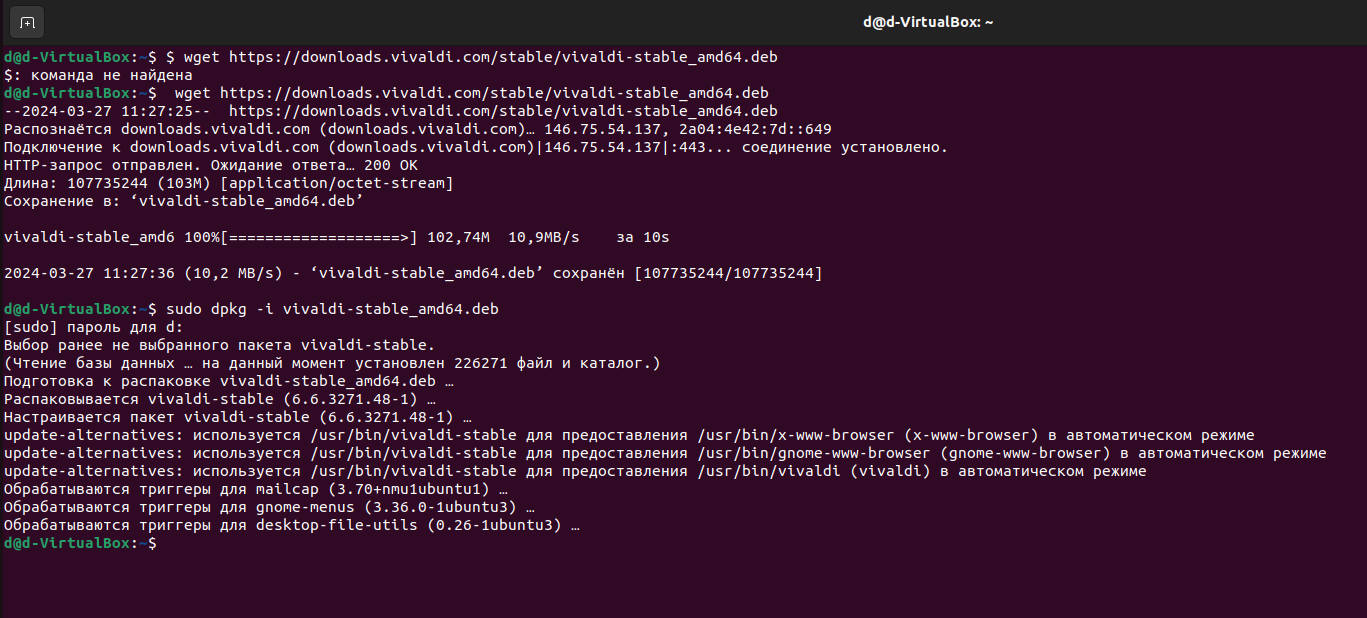 d@d-VirtualBox: ~
d@d-VirtualBox:~$ $ wget https://downloads.vivaldi.com/stable/vivaldi-stable_amd64.deb
$: команда не найдена
d@d-VirtualBox:~$  wget https://downloads.vivaldi.com/stable/vivaldi-stable_amd64.deb
--2024-03-27 11:27:25--  https://downloads.vivaldi.com/stable/vivaldi-stable_amd64.deb
Распознаётся downloads.vivaldi.com (downloads.vivaldi.com)… 146.75.54.137, 2a04:4e42:7d::649
Подключение к downloads.vivaldi.com (downloads.vivaldi.com)|146.75.54.137|:443... соединение установлено.
HTTP-запрос отправлен. Ожидание ответа… 200 OK
Длина: 107735244 (103M) [application/octet-stream]
Сохранение в: ‘vivaldi-stable_amd64.deb’
vivaldi-stable_amd6 100%[===================>] 102,74M  10,9MB/s    за 10s
2024-03-27 11:27:36 (10,2 MB/s) - ‘vivaldi-stable_amd64.deb’ сохранён [107735244/107735244]
d@d-VirtualBox:~$ sudo dpkg -i vivaldi-stable_amd64.deb
[sudo] пароль для d:
Выбор ранее не выбранного пакета vivaldi-stable.
(Чтение базы данных … на данный момент установлен 226271 файл и каталог.)
Подготовка к распаковке vivaldi-stable_amd64.deb …
Распаковывается vivaldi-stable (6.6.3271.48-1) …
Настраивается пакет vivaldi-stable (6.6.3271.48-1) …
update-alternatives: используется /usr/bin/vivaldi-stable для предоставления /usr/bin/x-www-browser (x-www-browser) в автоматическом режиме
update-alternatives: используется /usr/bin/vivaldi-stable для предоставления /usr/bin/gnome-www-browser (gnome-www-browser) в автоматическом режиме
update-alternatives: используется /usr/bin/vivaldi-stable для предоставления /usr/bin/vivaldi (vivaldi) в автоматическом режиме
Обрабатываются триггеры для mailcap (3.70+nmu1ubuntu1) …
Обрабатываются триггеры для gnome-menus (3.36.0-1ubuntu3) …
Обрабатываются триггеры для desktop-file-utils (0.26-1ubuntu3) …
d@d-VirtualBox:~$